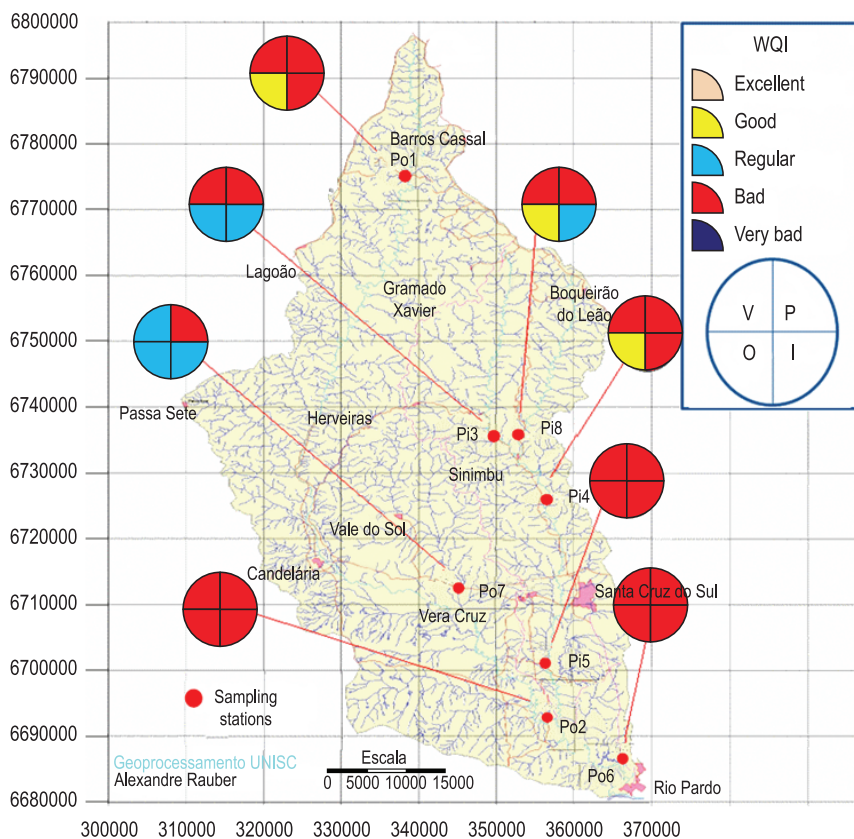 6800000
6790000
6780000
6770000
6760000
6750000
6740000
6730000
6720000
6710000
6700000
6690000
6680000
300000 310000 320000 330000 340000 350000 360000 370000
WQI
Excellent
Good
Regular
Bad
Very bad
V P
O I
Barros Cassal
Po1
Lagoão
Gramado
Xavier
Boqueirão
do Leão
Passa Sete
Herveiras
Pi3
Pi8
Sinimbu
Pi4
Vale do Sol
Candelária
Po7
Santa Cruz do Sul
Vera Cruz
Pi5
Po2
Po6
Rio Pardo
Sampling
stations
Geoprocessamento UNISC
Alexandre Rauber
Escala
0 5000 10000 15000